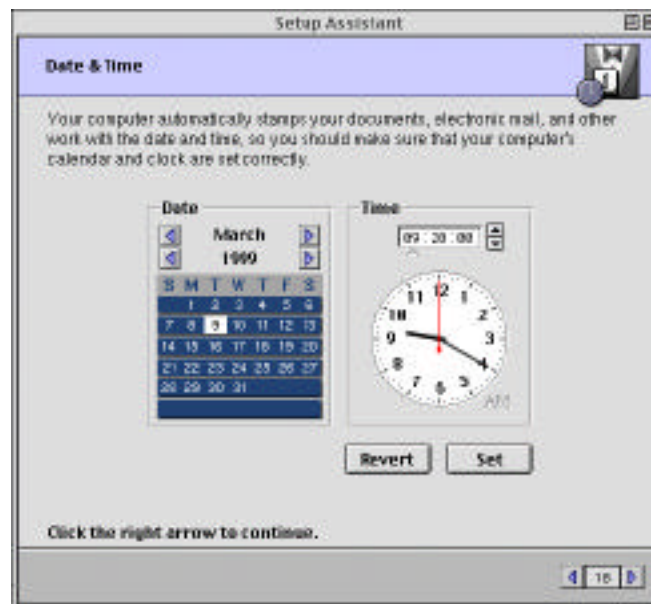 Setup Assistant
Date & Time
Your computer automatically stamps your documents, electronic mail, and other
work with the date and time, so you should make sure that your computer's
calendar and clock are set correctly.
Date
March
1999
S M T W T F S
1 2 3 4 5 6
7 8 9 10 11 12 13
14 15 16 17 18 19 20
21 22 23 24 25 26 27
28 29 30 31
Time
09:20:00
12
11 1
10 2
9 3
8 4
7 6 5
AM
Revert Set
Click the right arrow to continue.